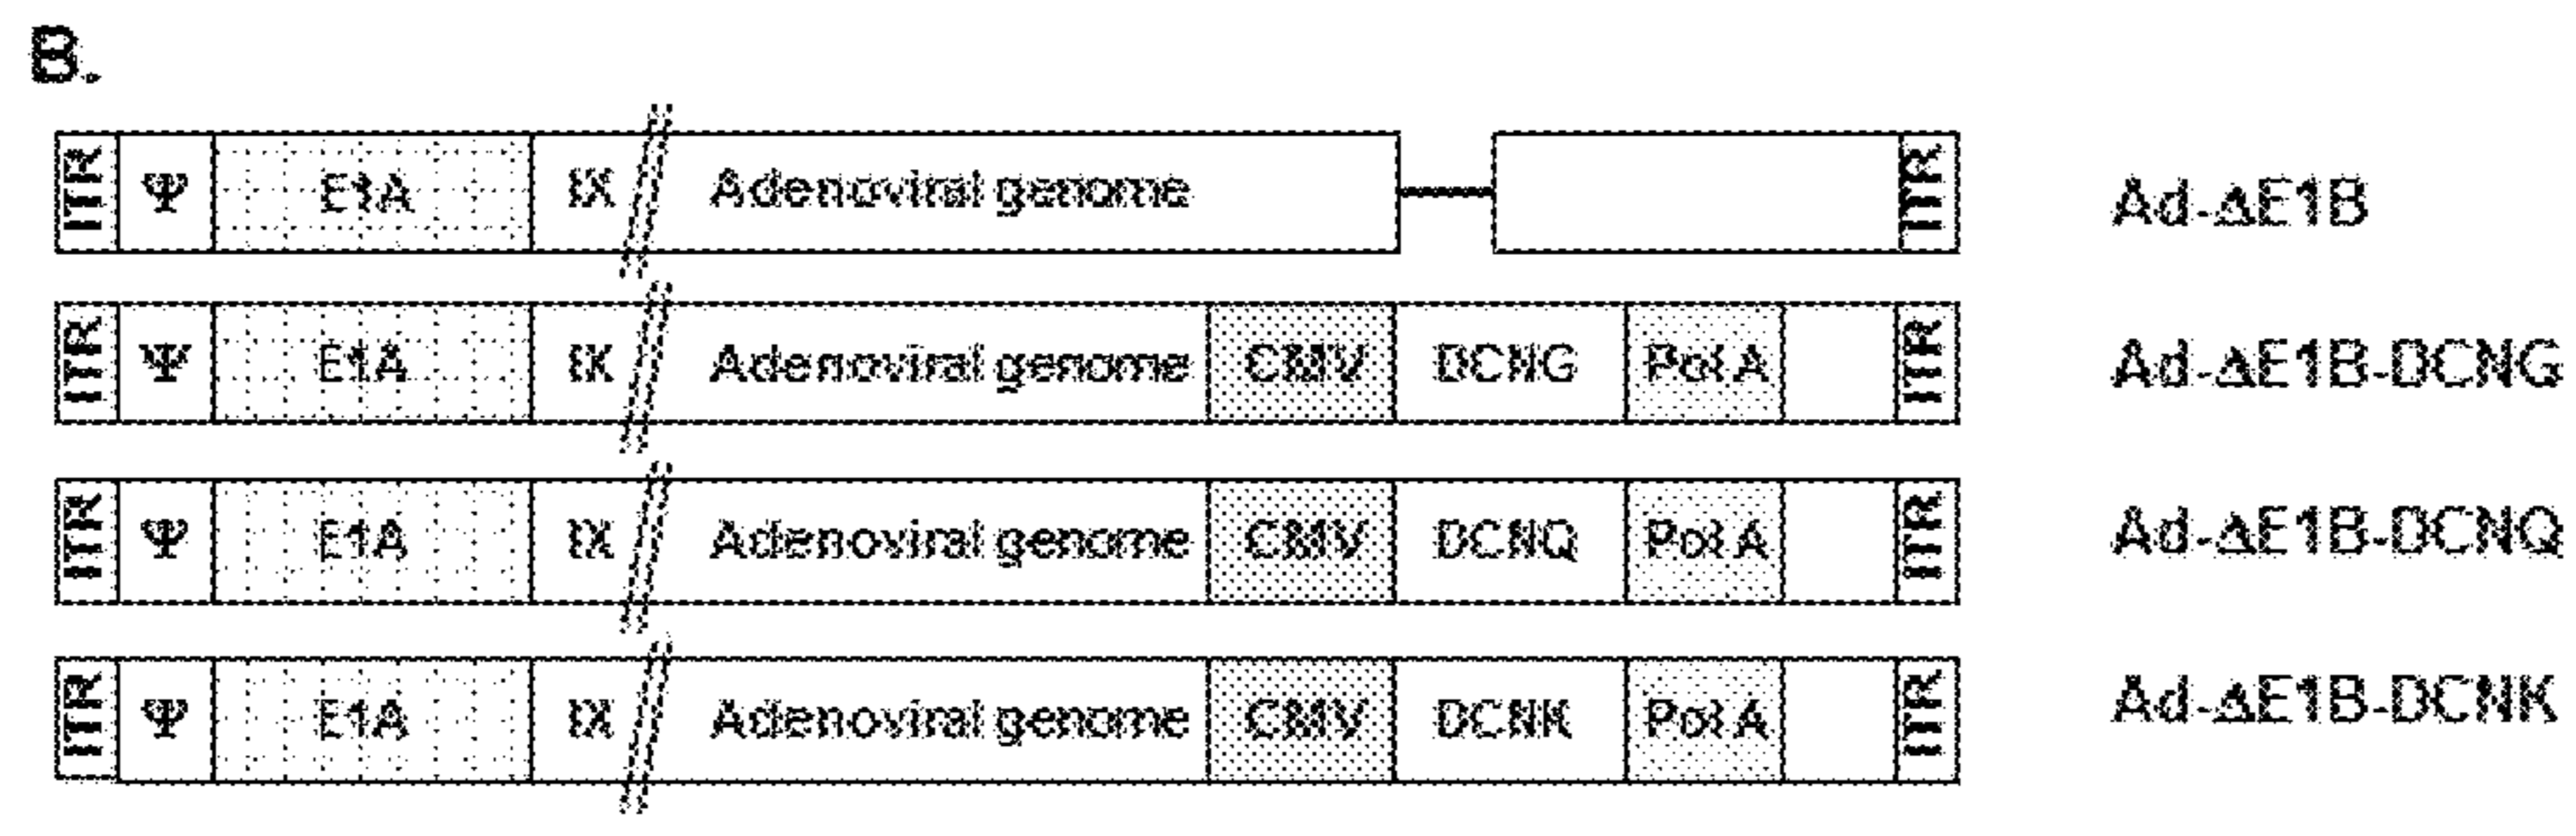 B.
ITR Ψ E1A IX Adenoviral genome ITR Ad-ΔE1B
ITR Ψ E1A IX Adenoviral genome CMV DCNG Pol A ITR Ad-ΔE1B-DCNG
ITR Ψ E1A IX Adenoviral genome CMV DCNQ Pol A ITR Ad-ΔE1B-DCNQ
ITR Ψ E1A IX Adenoviral genome CMV DCNK Pol A ITR Ad-ΔE1B-DCNK